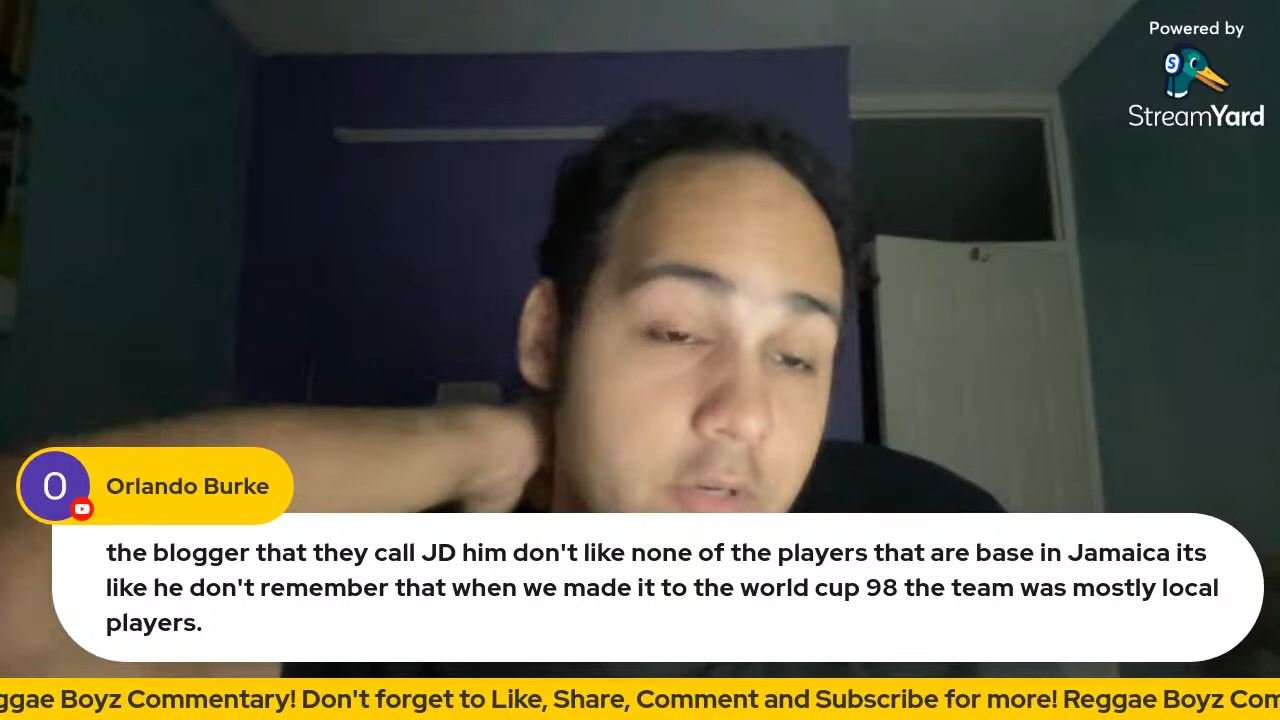 Powered by
S
StreamYard
O
Orlando Burke
the blogger that they call JD him don't like none of the players that are base in Jamaica its
like he don't remember that when we made it to the world cup 98 the team was mostly local
players.
ggae Boyz Commentary! Don't forget to Like, Share, Comment and Subscribe for more! Reggae Boyz Com